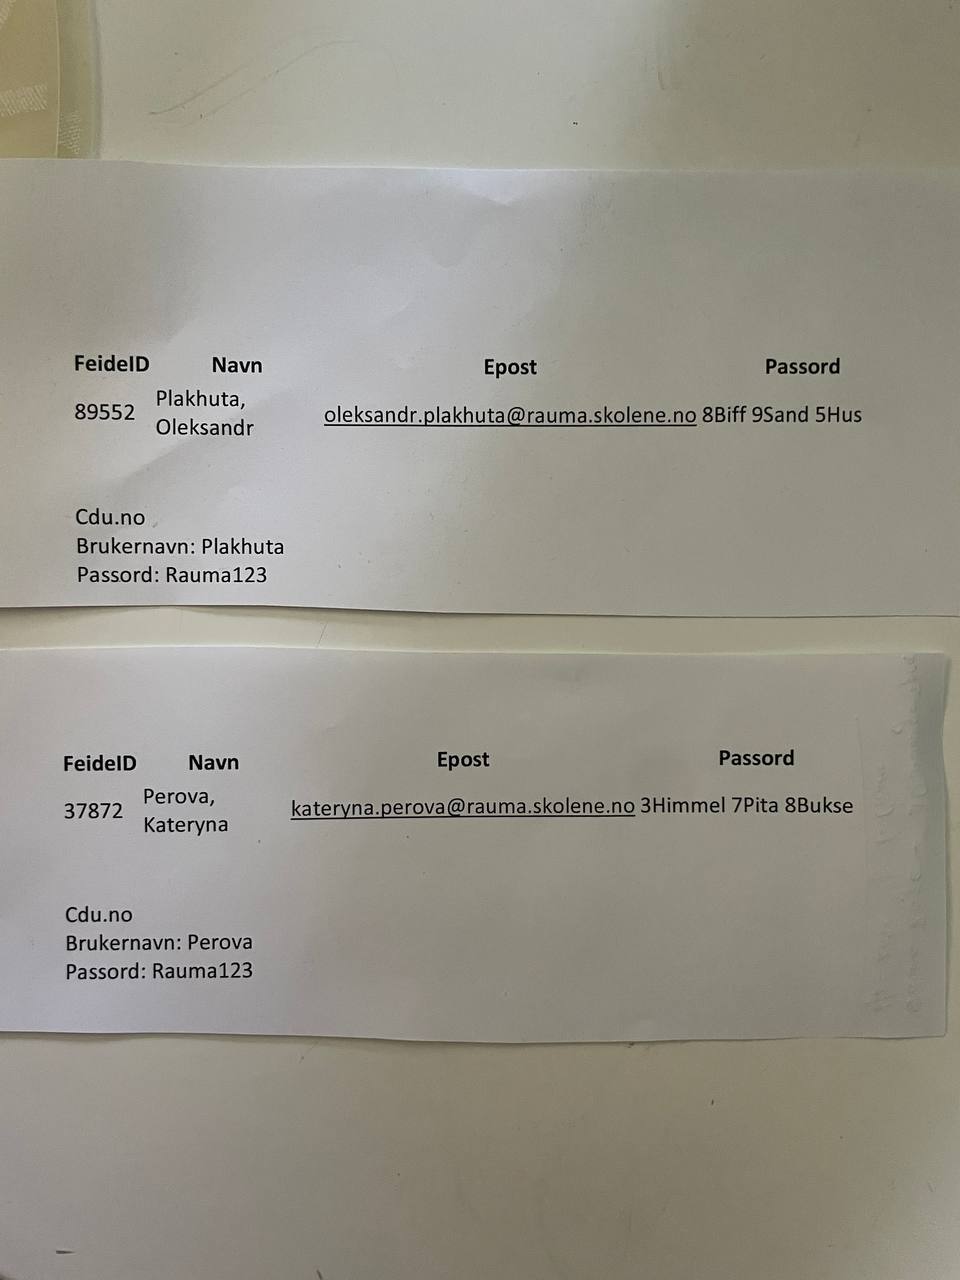 FeideID Navn Epost Passord
89552 Plakhuta, Oleksandr oleksandr.plakhuta@rauma.skolene.no 8Biff 9Sand 5Hus
Cdu.no
Brukernavn: Plakhuta
Passord: Rauma123
FeideID Navn Epost Passord
37872 Perova, Kateryna kateryna.perova@rauma.skolene.no 3Himmel 7Pita 8Bukse
Cdu.no
Brukernavn: Perova
Passord: Rauma123